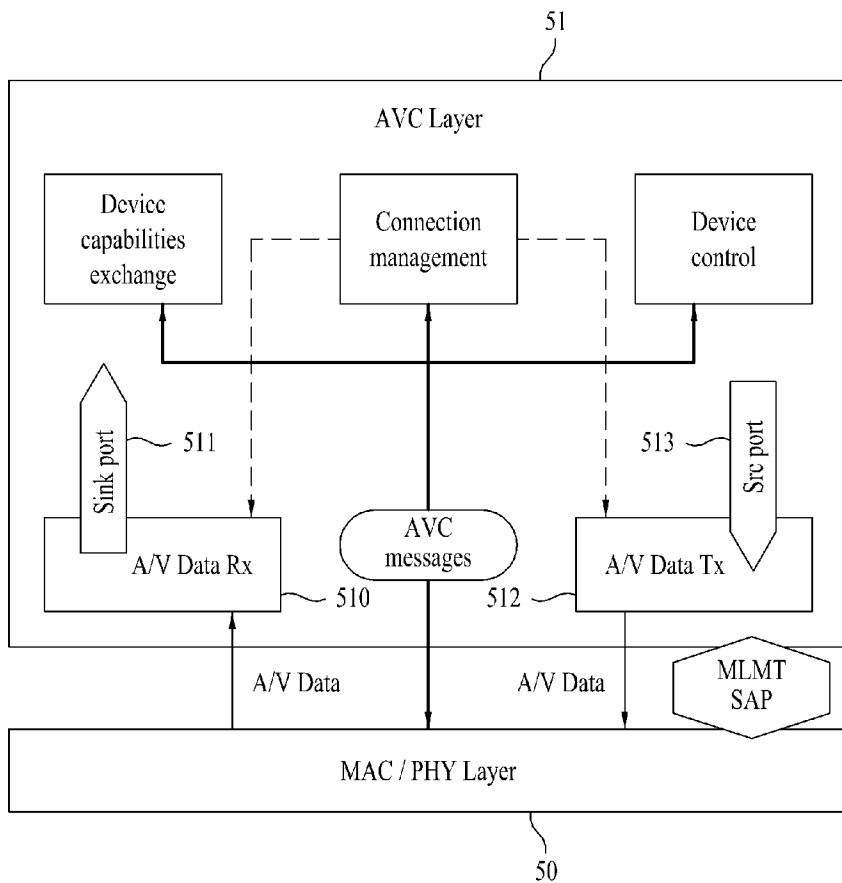 51
AVC Layer
Device
capabilities
exchange
Connection
management
Device
control
Sink port
511
513
Src port
A/V Data Rx
AVC
messages
A/V Data Tx
510
512
A/V Data
A/V Data
MLMT
SAP
MAC / PHY Layer
50